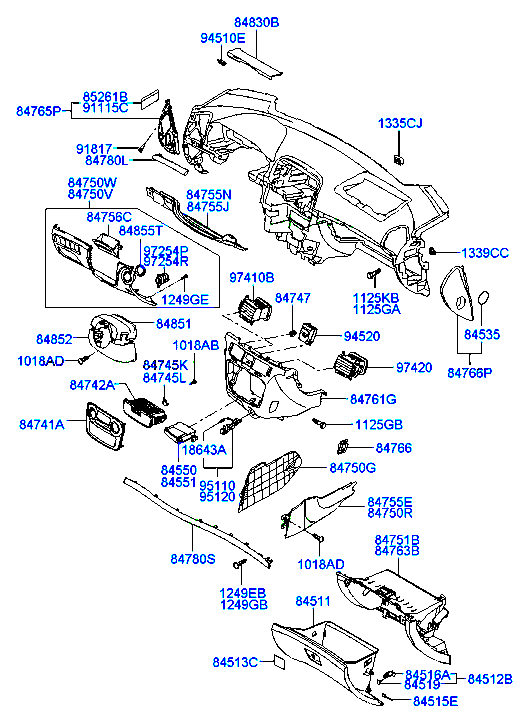 84830B
94510E
85261B
91115C
84765P
1335CJ
91817
84780L
84750W
84750V
84755N
84755J
84756C
84855T
97254P
97254R
1339CC
1249GE
97410B
84747
1125KB
1125GA
84851
84852
1018AB
94520
84535
1018AD
84745K
84745L
97420
84766P
84742A
84761G
84741A
1125GB
18643A
84766
84550
84551
84750G
95110
95120
84755E
84750R
84780S
1018AD
84751B
84763B
1249EB
1249GB
84511
84513C
84516A
84519
84512B
84515E